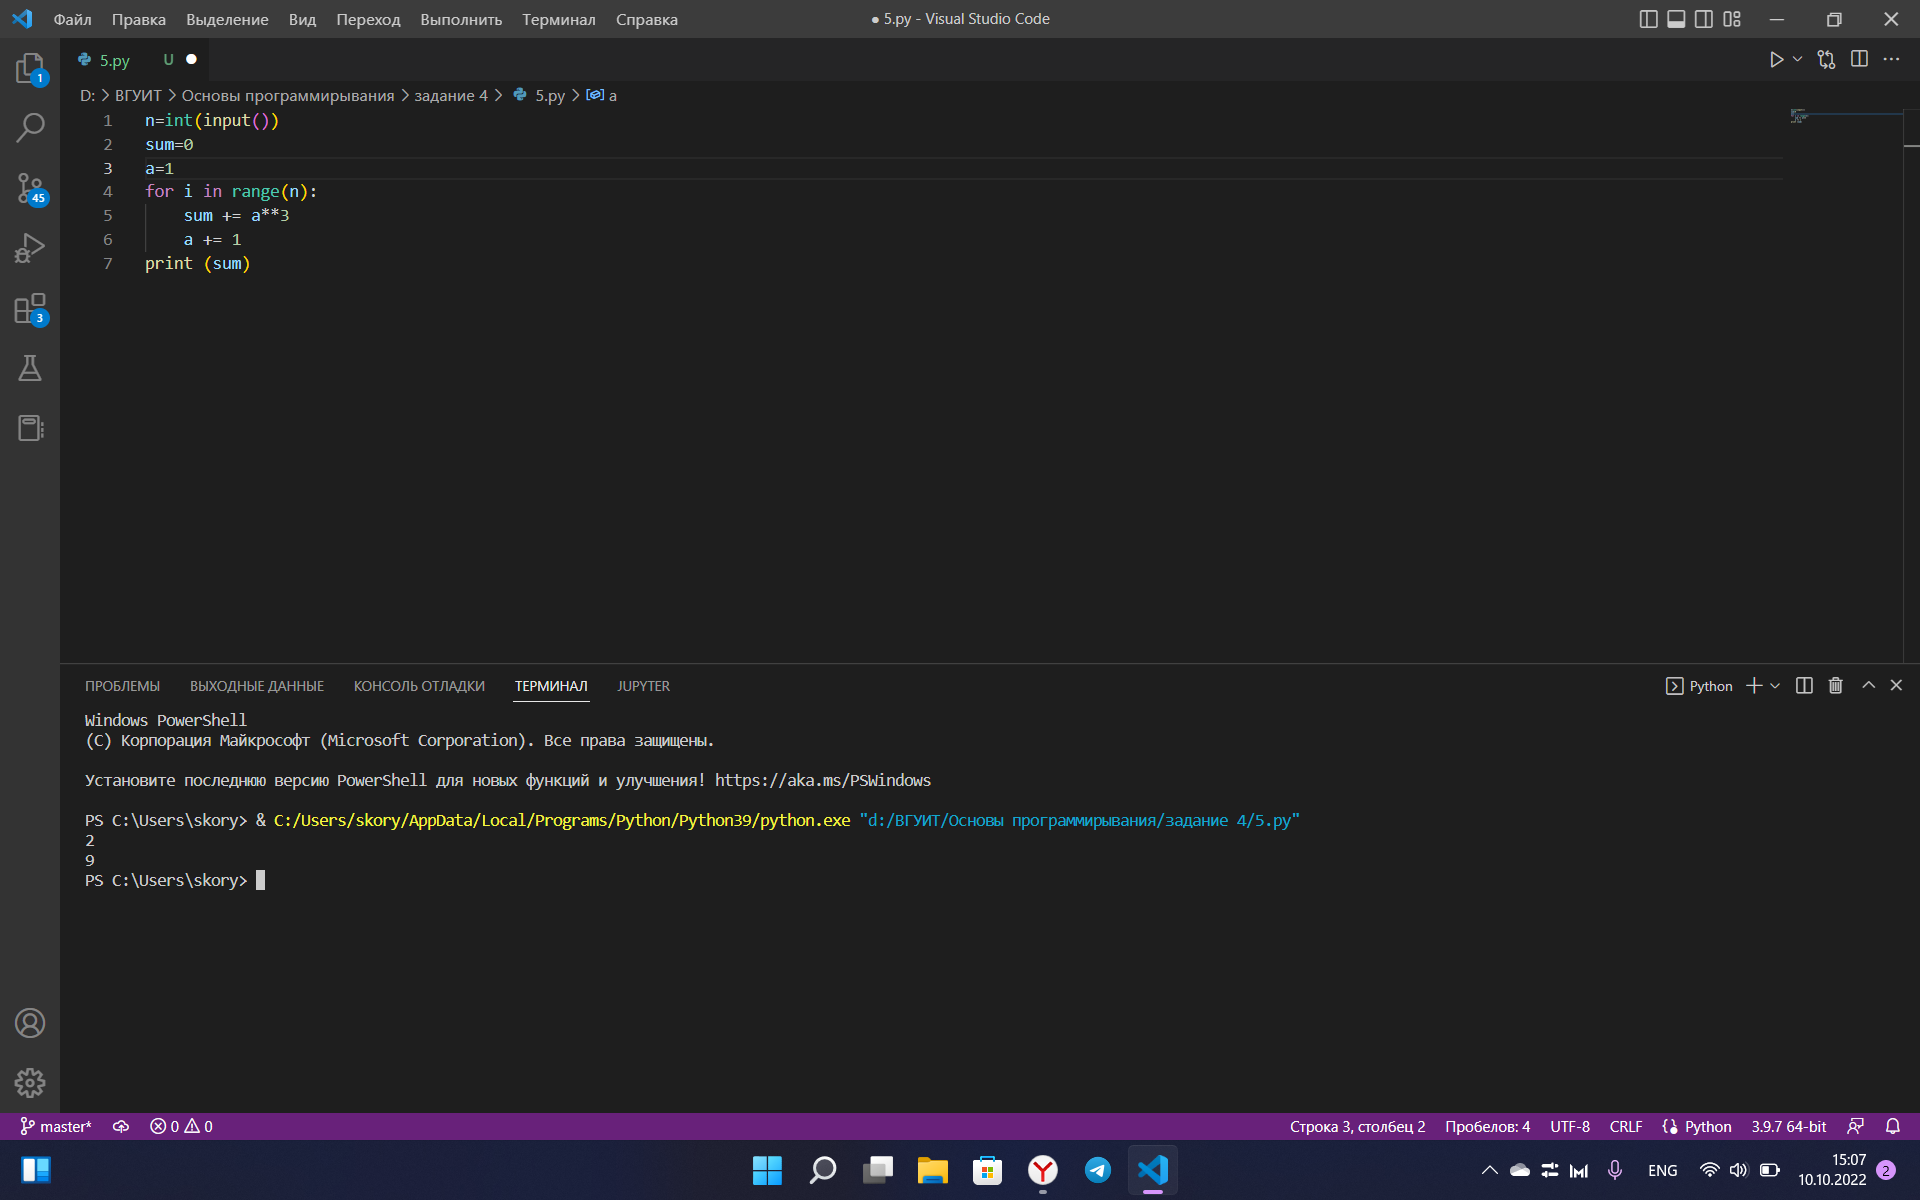 Файл Правка Выделение Вид Переход Выполнить Терминал Справка
● 5.py - Visual Studio Code
5.py U
D: > ВГУИТ > Основы программирывания > задание 4 > 5.py > a
1 n=int(input())
2 sum=0
3 a=1
4 for i in range(n):
5 sum += a**3
6 a += 1
7 print (sum)
1
45
3
ПРОБЛЕМЫ ВЫХОДНЫЕ ДАННЫЕ КОНСОЛЬ ОТЛАДКИ ТЕРМИНАЛ JUPYTER
Python
Windows PowerShell
(C) Корпорация Майкрософт (Microsoft Corporation). Все права защищены.
Установите последнюю версию PowerShell для новых функций и улучшения! https://aka.ms/PSWindows
PS C:\Users\skory> & C:/Users/skory/AppData/Local/Programs/Python/Python39/python.exe "d:/ВГУИТ/Основы программирывания/задание 4/5.py"
2
9
PS C:\Users\skory>
master* 0 0
Строка 3, столбец 2 Пробелов: 4 UTF-8 CRLF Python 3.9.7 64-bit
ENG
15:07
10.10.2022
2